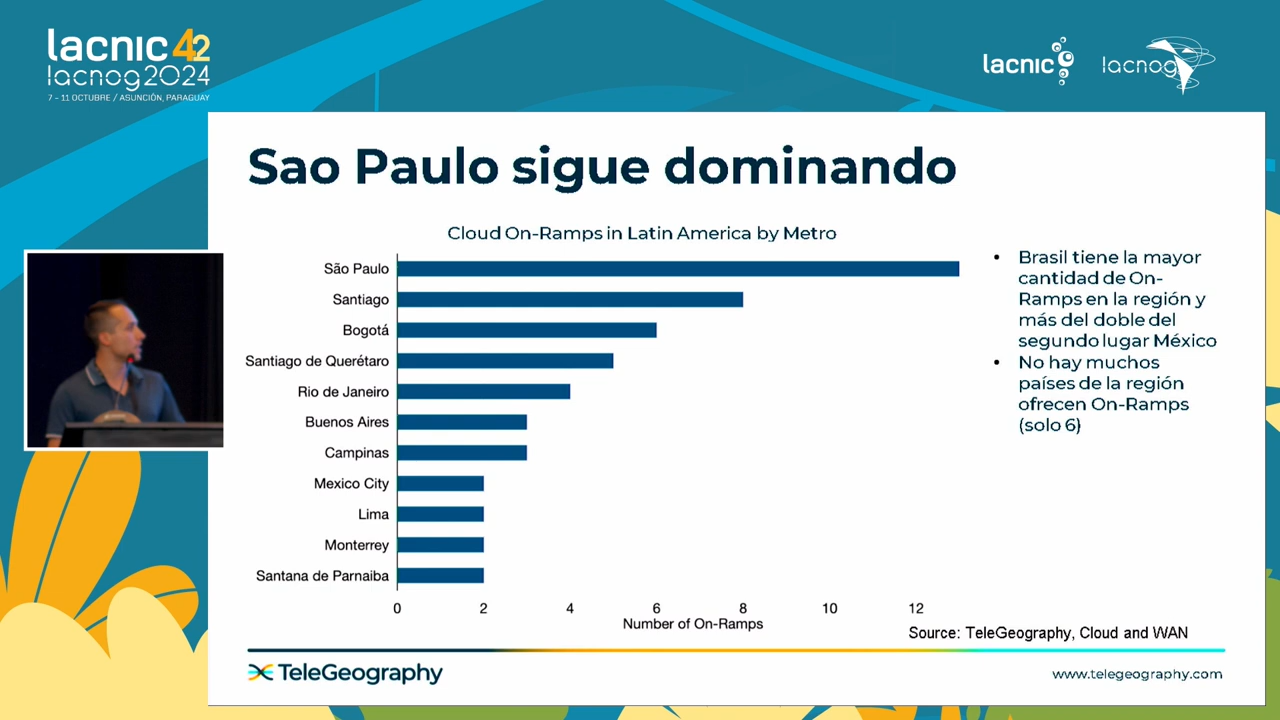 lacnic 42
lacnog2024
7 - 11 OCTUBRE / ASUNCIÓN, PARAGUAY
lacnic
lacnog
Sao Paulo sigue dominando
Cloud On-Ramps in Latin America by Metro
São Paulo
Santiago
Bogotá
Santiago de Querétaro
Rio de Janeiro
Buenos Aires
Campinas
Mexico City
Lima
Monterrey
Santana de Parnaiba
0 2 4 6 8 10 12
Number of On-Ramps
• Brasil tiene la mayor
cantidad de On-
Ramps en la región y
más del doble del
segundo lugar México
• No hay muchos
países de la región
ofrecen On-Ramps
(solo 6)
Source: TeleGeography, Cloud and WAN
TeleGeography
www.telegeography.com